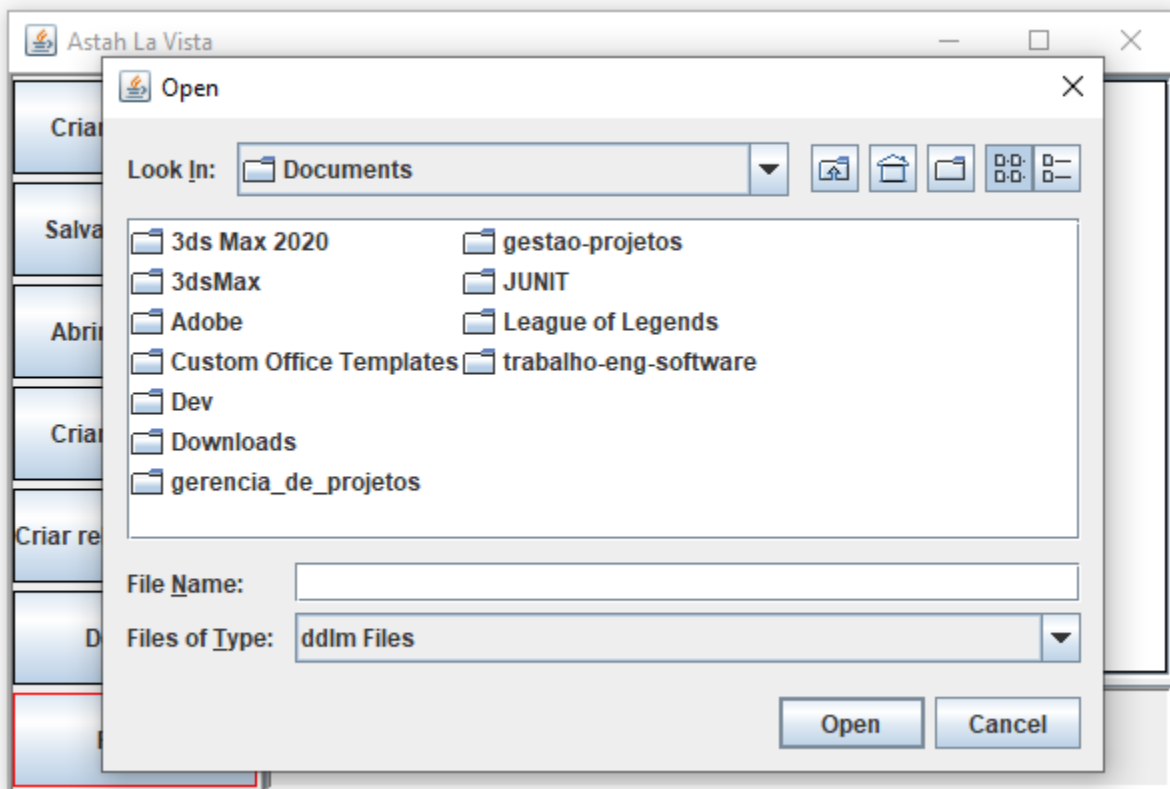 Astah La Vista
Open
Look In: Documents
3ds Max 2020
3dsMax
Adobe
Custom Office Templates
Dev
Downloads
gerencia_de_projetos
gestao-projetos
JUNIT
League of Legends
trabalho-eng-software
File Name:
Files of Type: ddlm Files
Open Cancel
Criar
Salva
Abrir
Criar
Criar re
D